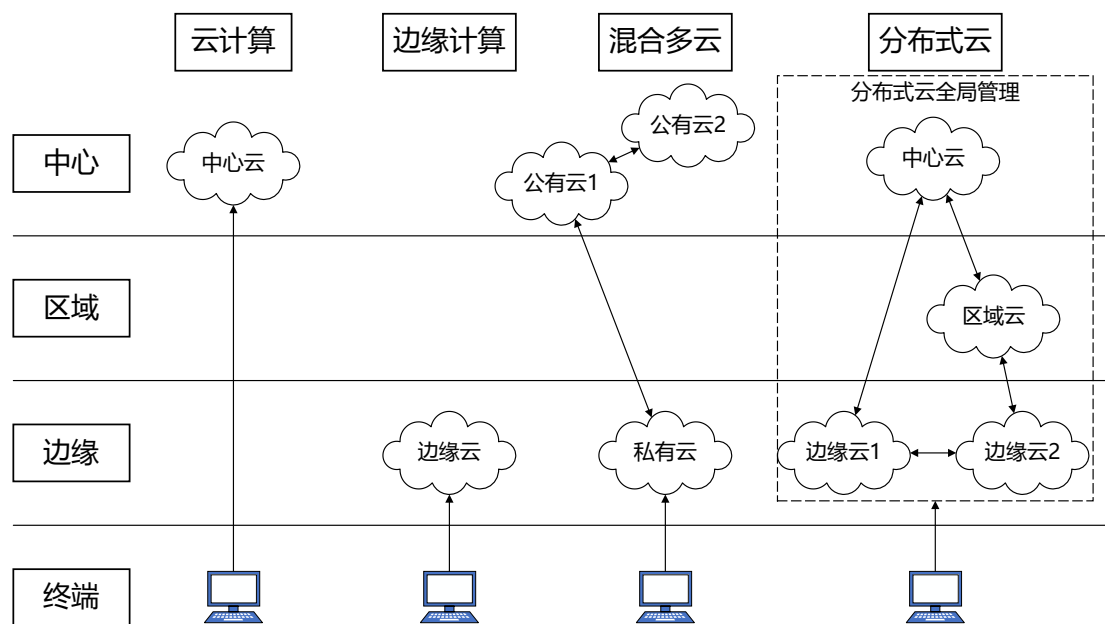 云计算
边缘计算
混合多云
分布式云
分布式云全局管理
中心
中心云
公有云1
公有云2
中心云
区域
区域云
边缘
边缘云
私有云
边缘云1
边缘云2
终端